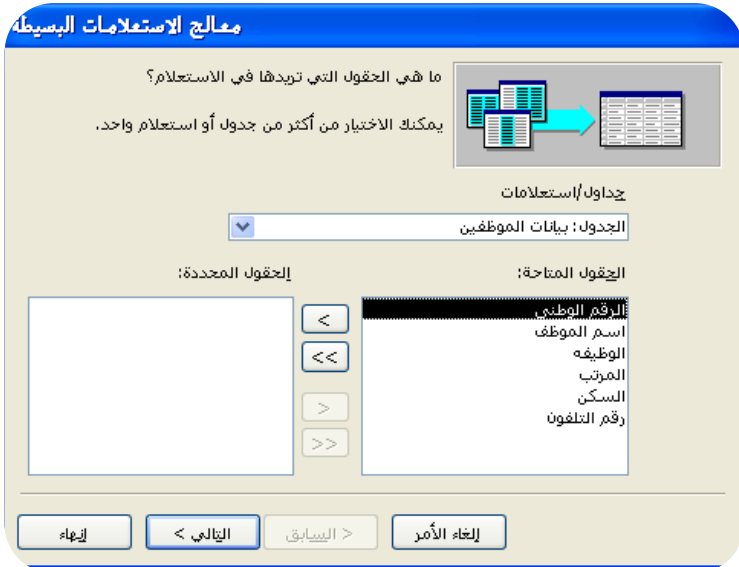 معالج الاستعلامات البسيطة
ما هي الحقول التي تريدها في الاستعلام؟
يمكنك الاختيار من أكثر من جدول أو استعلام واحد.
جداول/استعلامات
الجدول: بيانات الموظفين
الحقول المتاحة:
الحقول المحددة:
الرقم الوطني
اسم الموظف
الوظيفه
المرتب
السكن
رقم التلفون
>
>>
<
<<
إلغاء الأمر
< السابق
التالي >
إنهاء